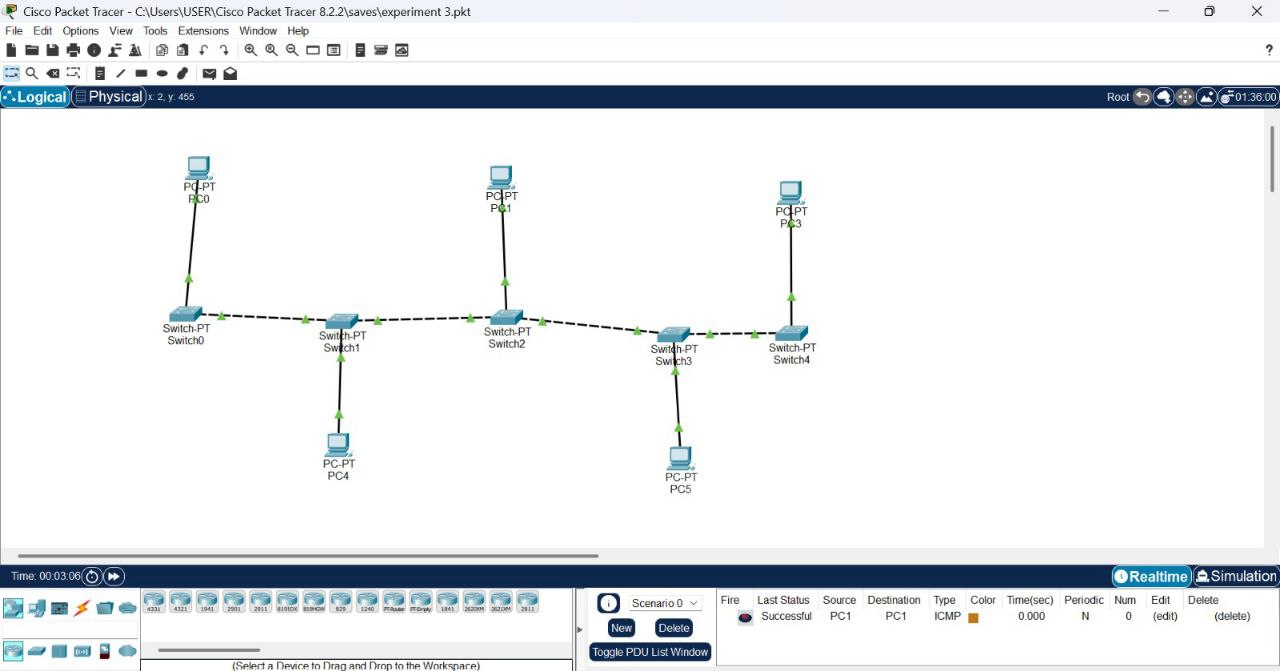 Cisco Packet Tracer - C:\Users\USER\Cisco Packet Tracer 8.2.2\saves\experiment 3.pkt
File Edit Options View Tools Extensions Window Help
?
Logical Physical x: 2, y: 455 Root 01:36:00
PC-PT
PC0
PC-PT
PC1
PC-PT
PC3
Switch-PT
Switch0
Switch-PT
Switch1
Switch-PT
Switch2
Switch-PT
Switch3
Switch-PT
Switch4
PC-PT
PC4
PC-PT
PC5
Time: 00:03:06 Realtime Simulation
4331 4321 1941 2901 2911 819IOX 819HGW 829 1240 PT-Router PT-Empty 1841 2620XM 2621XM 2811
(Select a Device to Drag and Drop to the Workspace)
Scenario 0
New Delete
Toggle PDU List Window
Fire Last Status Source Destination Type Color Time(sec) Periodic Num Edit Delete
Successful PC1 PC1 ICMP 0.000 N 0 (edit) (delete)